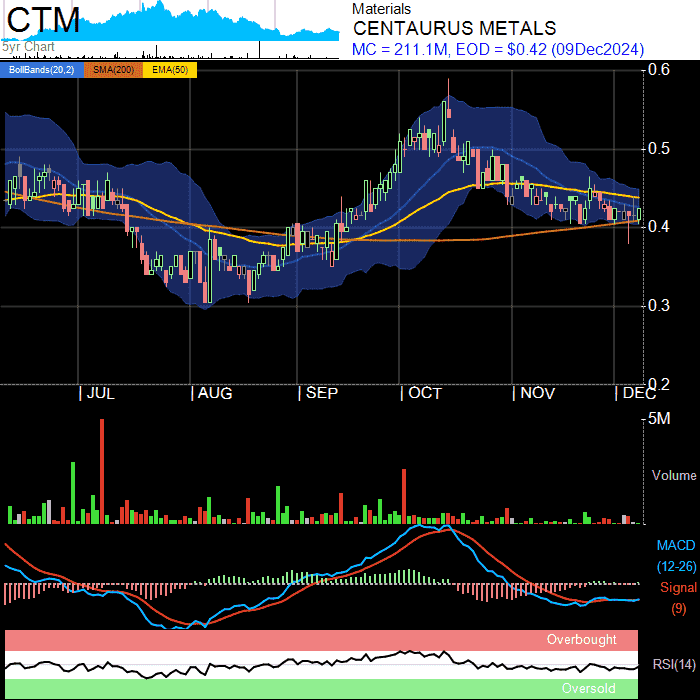 CTM
5yr Chart
Materials
CENTAURUS METALS
MC = 211.1M, EOD = $0.42 (09Dec2024)
BollBands(20,2) SMA(200) EMA(50)
0.6
0.5
0.4
0.3
0.2
JUL AUG SEP OCT NOV DEC
5M
Volume
MACD
(12-26)
Signal
(9)
Overbought
RSI(14)
Oversold